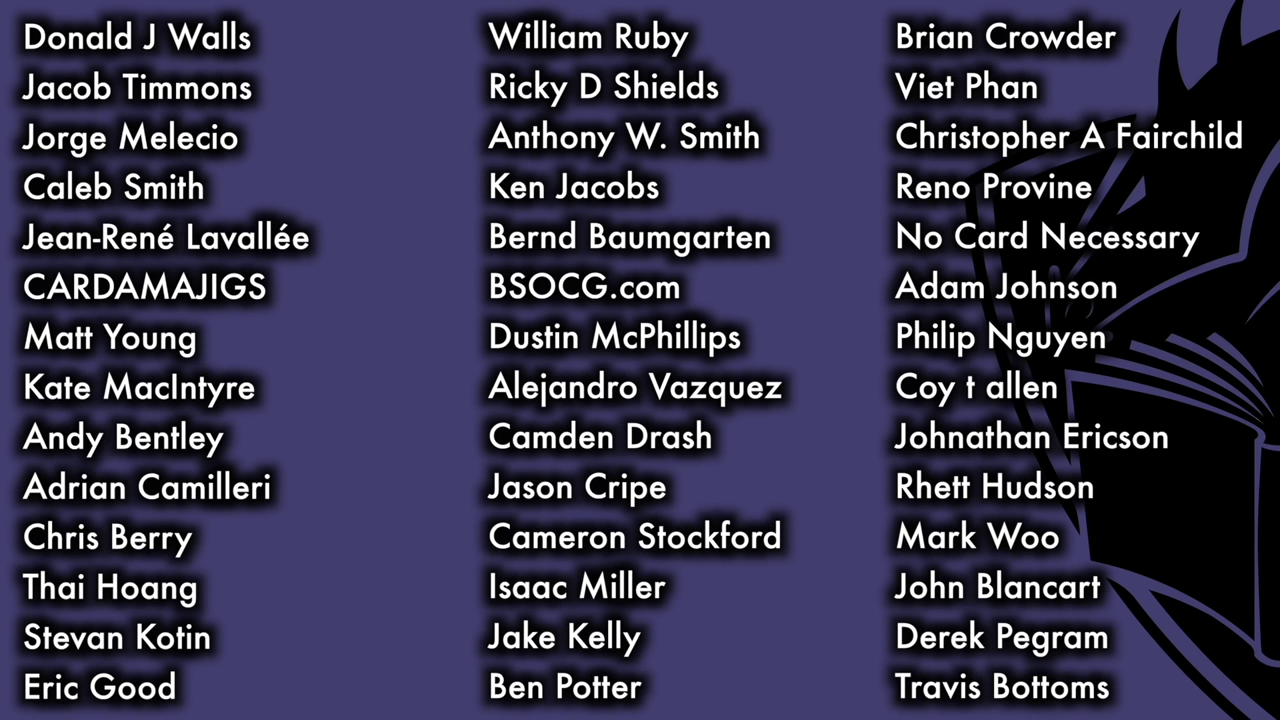 Donald J Walls
Jacob Timmons
Jorge Melecio
Caleb Smith
Jean-René Lavallée
CARDAMAJIGS
Matt Young
Kate MacIntyre
Andy Bentley
Adrian Camilleri
Chris Berry
Thai Hoang
Stevan Kotin
Eric Good
William Ruby
Ricky D Shields
Anthony W. Smith
Ken Jacobs
Bernd Baumgarten
BSOCG.com
Dustin McPhillips
Alejandro Vazquez
Camden Drash
Jason Cripe
Cameron Stockford
Isaac Miller
Jake Kelly
Ben Potter
Brian Crowder
Viet Phan
Christopher A Fairchild
Reno Provine
No Card Necessary
Adam Johnson
Philip Nguyen
Coy t allen
Johnathan Ericson
Rhett Hudson
Mark Woo
John Blancart
Derek Pegram
Travis Bottoms